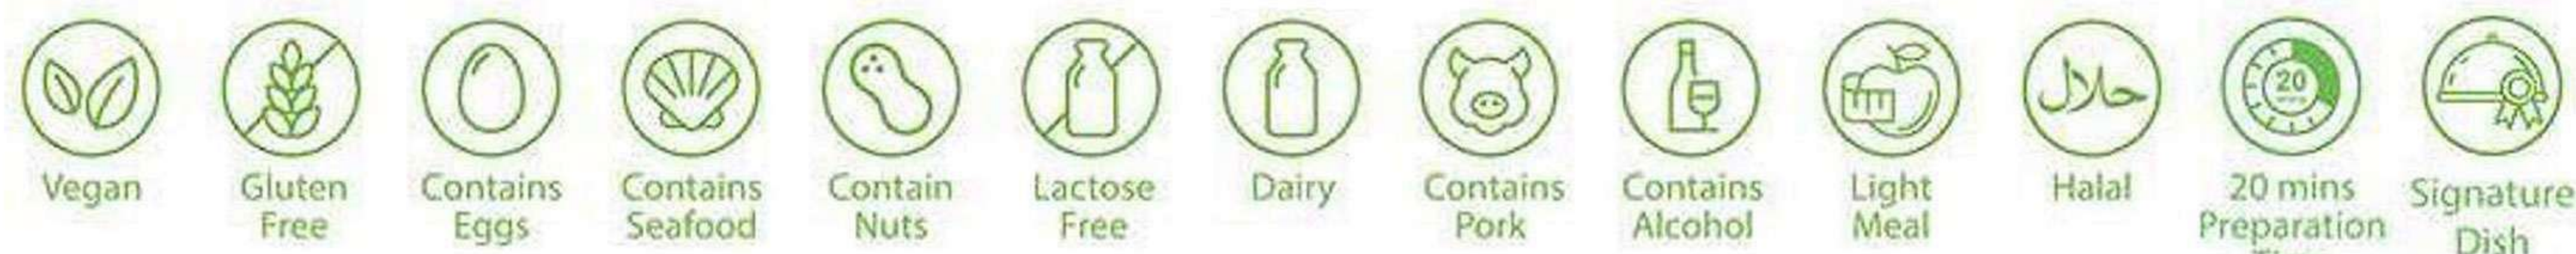 Vegan
Gluten
Free
Contains
Eggs
Contains
Seafood
Contain
Nuts
Lactose
Free
Dairy
Contains
Pork
Contains
Alcohol
Light
Meal
حلال
Halal
20
20 mins
Preparation
Signature
Dish